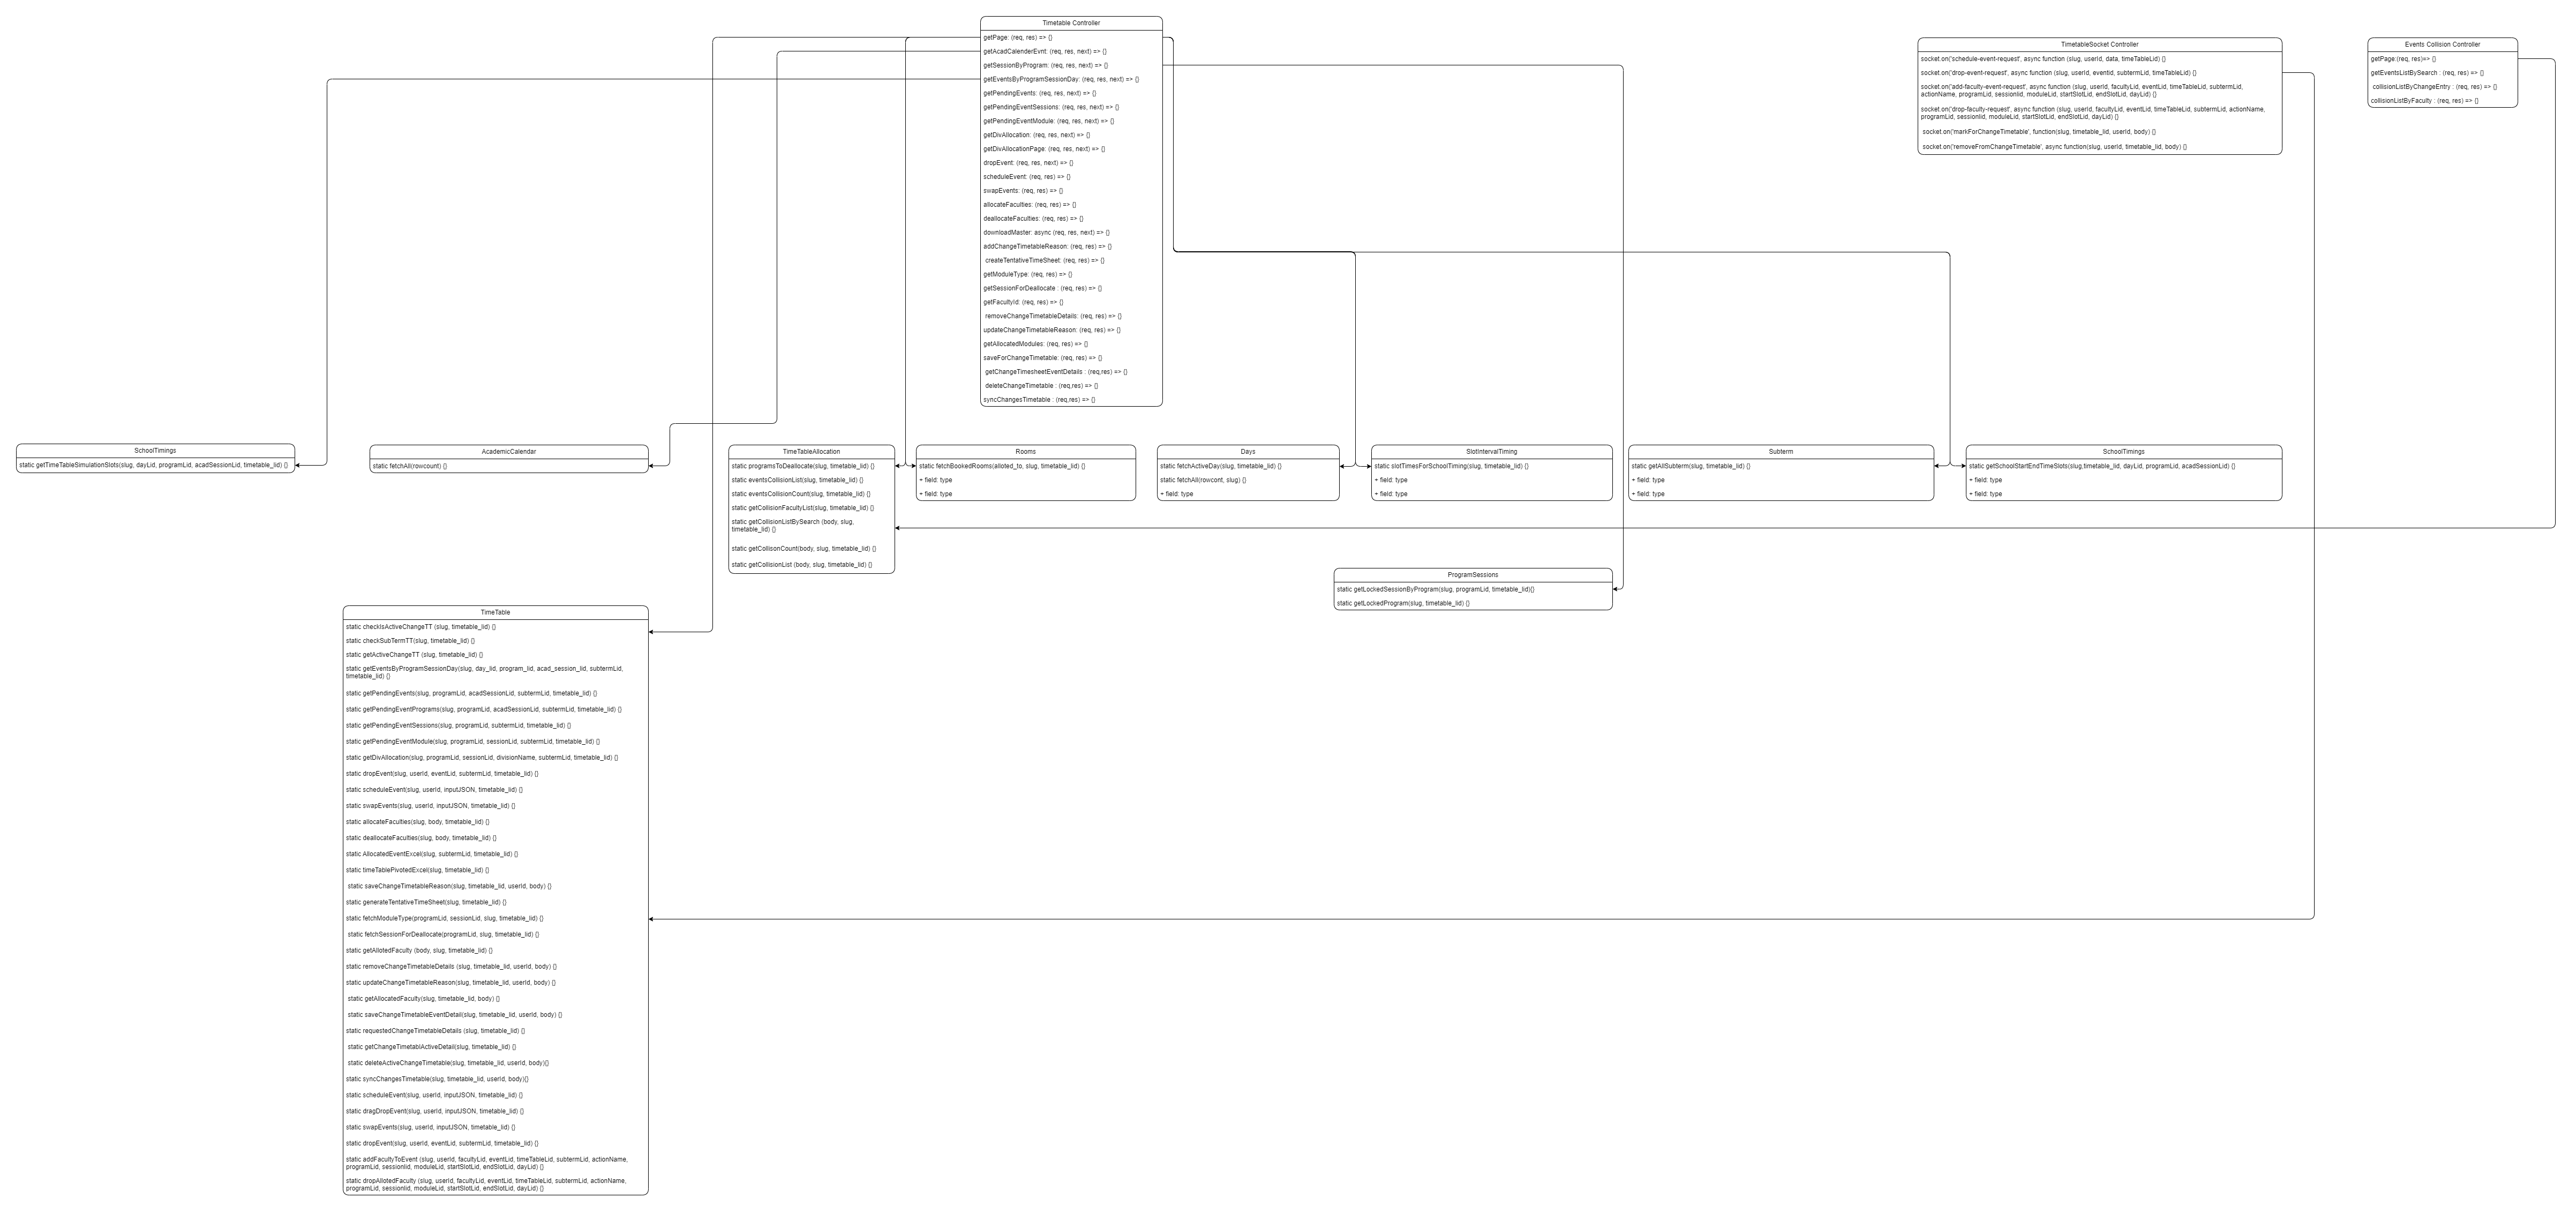 Timetable Controller
getPage: (req, res) => {}
getAcadCalenderEvnt: (req, res, next) => {}
getSessionByProgram: (req, res, next) => {}
getEventsByProgramSessionDay: (req, res, next) => {}
getPendingEvents: (req, res, next) => {}
getPendingEventSessions: (req, res, next) => {}
getPendingEventModule: (req, res, next) => {}
getDivAllocation: (req, res, next) => {}
getDivAllocationPage: (req, res, next) => {}
dropEvent: (req, res, next) => {}
scheduleEvent: (req, res) => {}
swapEvents: (req, res) => {}
allocateFaculties: (req, res) => {}
deallocateFaculties: (req, res) => {}
downloadMaster: async (req, res, next) => {}
addChangeTimetableReason: (req, res) => {}
createTentativeTimeSheet: (req, res) => {}
getModuleType: (req, res) => {}
getSessionForDeallocate : (req, res) => {}
getFacultyId: (req, res) => {}
removeChangeTimetableDetails: (req, res) => {}
updateChangeTimetableReason: (req, res) => {}
getAllocatedModules: (req, res) => {}
saveForChangeTimetable: (req, res) => {}
getChangeTimesheetEventDetails : (req,res) => {}
deleteChangeTimetable : (req,res) => {}
syncChangesTimetable : (req,res) => {}
TimetableSocket Controller
socket.on('schedule-event-request', async function (slug, userId, data, timeTableLid) {}
socket.on('drop-event-request', async function (slug, userId, eventid, subtermLid, timeTableLid) {}
socket.on('add-faculty-event-request', async function (slug, userId, facultyLid, eventLid, timeTableLid, subtermLid,
actionName, programLid, sessionlid, moduleLid, startSlotLid, endSlotLid, dayLid) {}
socket.on('drop-faculty-request', async function (slug, userId, facultyLid, eventLid, timeTableLid, subtermLid, actionName,
programLid, sessionlid, moduleLid, startSlotLid, endSlotLid, dayLid) {}
socket.on('markForChangeTimetable', function(slug, timetable_lid, userId, body) {}
socket.on('removeFromChangeTimetable', async function(slug, userId, timetable_lid, body) {}
Events Collision Controller
getPage:(req, res)=> {}
getEventsListBySearch : (req, res) => {}
collisionListByChangeEntry : (req, res) => {}
collisionListByFaculty : (req, res) => {}
SchoolTimings
static getTimeTableSimulationSlots(slug, dayLid, programLid, acadSessionLid, timetable_lid) {}
AcademicCalendar
static fetchAll(rowcount) {}
TimeTableAllocation
static programsToDeallocate(slug, timetable_lid) {}
static eventsCollisionList(slug, timetable_lid) {}
static eventsCollisionCount(slug, timetable_lid) {}
static getCollisionFacultyList(slug, timetable_lid) {}
static getCollisionListBySearch (body, slug,
timetable_lid) {}
static getCollisonCount(body, slug, timetable_lid) {}
static getCollisionList (body, slug, timetable_lid) {}
Rooms
static fetchBookedRooms(alloted_to, slug, timetable_lid) {}
+ field: type
+ field: type
Days
static fetchActiveDay(slug, timetable_lid) {}
static fetchAll(rowcont, slug) {}
+ field: type
SlotIntervalTiming
static slotTimesForSchoolTiming(slug, timetable_lid) {}
+ field: type
+ field: type
Subterm
static getAllSubterm(slug, timetable_lid) {}
+ field: type
+ field: type
SchoolTimings
static getSchoolStartEndTimeSlots(slug,timetable_lid, dayLid, programLid, acadSessionLid) {}
+ field: type
+ field: type
ProgramSessions
static getLockedSessionByProgram(slug, programLid, timetable_lid){}
static getLockedProgram(slug, timetable_lid) {}
TimeTable
static checkIsActiveChangeTT (slug, timetable_lid) {}
static checkSubTermTT(slug, timetable_lid) {}
static getActiveChangeTT (slug, timetable_lid) {}
static getEventsByProgramSessionDay(slug, day_lid, program_lid, acad_session_lid, subtermLid,
timetable_lid) {}
static getPendingEvents(slug, programLid, acadSessionLid, subtermLid, timetable_lid) {}
static getPendingEventPrograms(slug, programLid, acadSessionLid, subtermLid, timetable_lid) {}
static getPendingEventSessions(slug, programLid, subtermLid, timetable_lid) {}
static getPendingEventModule(slug, programLid, sessionLid, subtermLid, timetable_lid) {}
static getDivAllocation(slug, programLid, sessionLid, divisionName, subtermLid, timetable_lid) {}
static dropEvent(slug, userId, eventLid, subtermLid, timetable_lid) {}
static scheduleEvent(slug, userId, inputJSON, timetable_lid) {}
static swapEvents(slug, userId, inputJSON, timetable_lid) {}
static allocateFaculties(slug, body, timetable_lid) {}
static deallocateFaculties(slug, body, timetable_lid) {}
static AllocatedEventExcel(slug, subtermLid, timetable_lid) {}
static timeTablePivotedExcel(slug, timetable_lid) {}
static saveChangeTimetableReason(slug, timetable_lid, userId, body) {}
static generateTentativeTimeSheet(slug, timetable_lid) {}
static fetchModuleType(programLid, sessionLid, slug, timetable_lid) {}
static fetchSessionForDeallocate(programLid, slug, timetable_lid) {}
static getAllotedFaculty (body, slug, timetable_lid) {}
static removeChangeTimetableDetails (slug, timetable_lid, userId, body) {}
static updateChangeTimetableReason(slug, timetable_lid, userId, body) {}
static getAllocatedFaculty(slug, timetable_lid, body) {}
static saveChangeTimetableEventDetail(slug, timetable_lid, userId, body) {}
static requestedChangeTimetableDetails (slug, timetable_lid) {}
static getChangeTimetablActiveDetail(slug, timetable_lid) {}
static deleteActiveChangeTimetable(slug, timetable_lid, userId, body){}
static syncChangesTimetable(slug, timetable_lid, userId, body){}
static scheduleEvent(slug, userId, inputJSON, timetable_lid) {}
static dragDropEvent(slug, userId, inputJSON, timetable_lid) {}
static swapEvents(slug, userId, inputJSON, timetable_lid) {}
static dropEvent(slug, userId, eventLid, subtermLid, timetable_lid) {}
static addFacultyToEvent (slug, userId, facultyLid, eventLid, timeTableLid, subtermLid, actionName,
programLid, sessionlid, moduleLid, startSlotLid, endSlotLid, dayLid) {}
static dropAllotedFaculty (slug, userId, facultyLid, eventLid, timeTableLid, subtermLid, actionName,
programLid, sessionlid, moduleLid, startSlotLid, endSlotLid, dayLid) {}